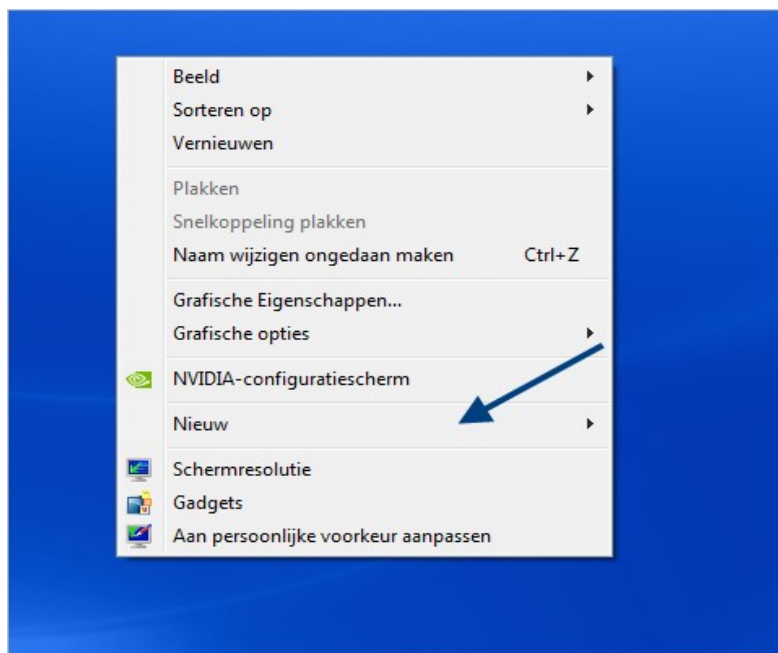 Beeld
Sorteren op
Vernieuwen
Plakken
Snelkoppeling plakken
Naam wijzigen ongedaan maken Ctrl+Z
Grafische Eigenschappen...
Grafische opties
NVIDIA-configuratiescherm
Nieuw
Schermresolutie
Gadgets
Aan persoonlijke voorkeur aanpassen